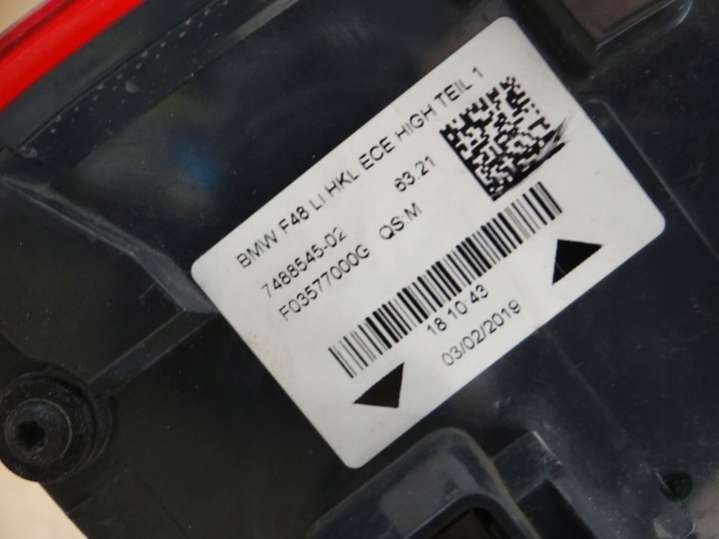 BMW F48 LI HKL ECE HIGH TEIL 1
7488545-02 63.21
F03577000G QS:M
18:10:43
03/02/2019